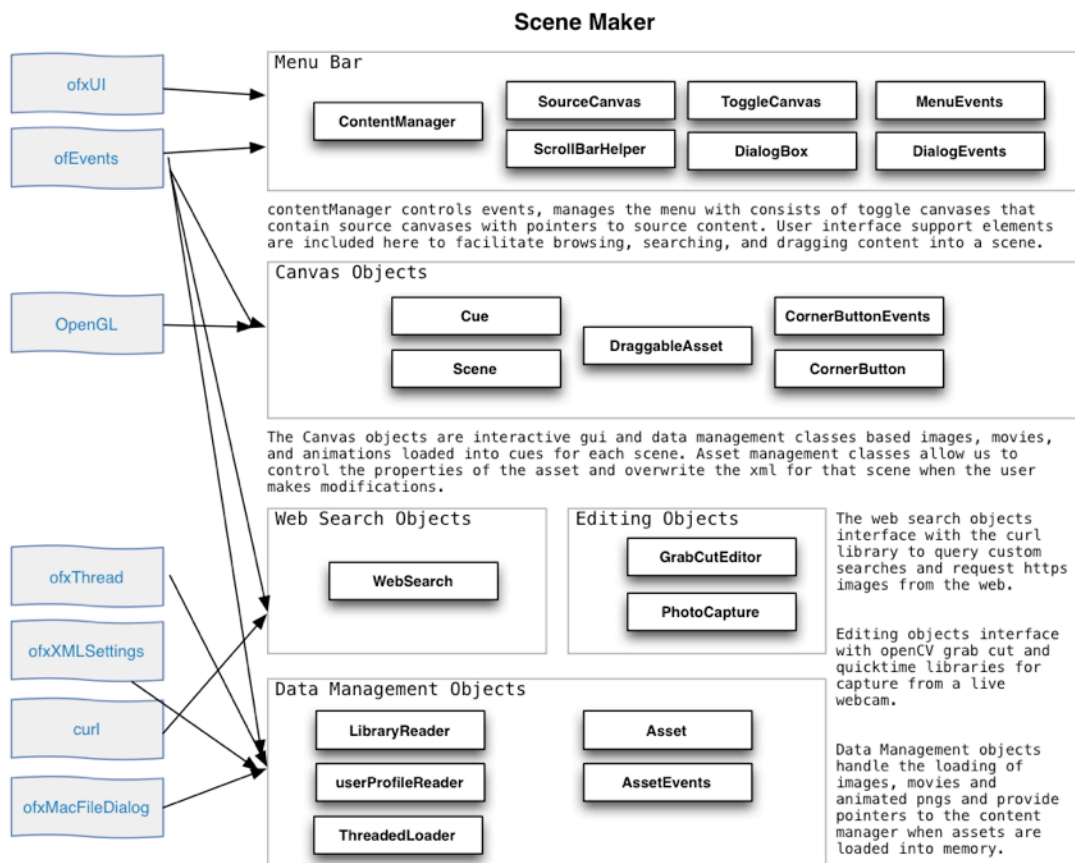 Scene Maker
ofxUI
ofEvents
OpenGL
ofxThread
ofxXMLSettings
curl
ofxMacFileDialog
Menu Bar
ContentManager
SourceCanvas
ToggleCanvas
MenuEvents
ScrollBarHelper
DialogBox
DialogEvents
contentManager controls events, manages the menu with consists of toggle canvases that
contain source canvases with pointers to source content. User interface support elements
are included here to facilitate browsing, searching, and dragging content into a scene.
Canvas Objects
Cue
Scene
DraggableAsset
CornerButtonEvents
CornerButton
The Canvas objects are interactive gui and data management classes based images, movies,
and animations loaded into cues for each scene. Asset management classes allow us to
control the properties of the asset and overwrite the xml for that scene when the user
makes modifications.
Web Search Objects
WebSearch
Editing Objects
GrabCutEditor
PhotoCapture
The web search objects
interface with the curl
library to query custom
searches and request https
images from the web.
Editing objects interface
with openCV grab cut and
quicktime libraries for
capture from a live
webcam.
Data Management Objects
LibraryReader
userProfileReader
ThreadedLoader
Asset
AssetEvents
Data Management objects
handle the loading of
images, movies and
animated pngs and provide
pointers to the content
manager when assets are
loaded into memory.